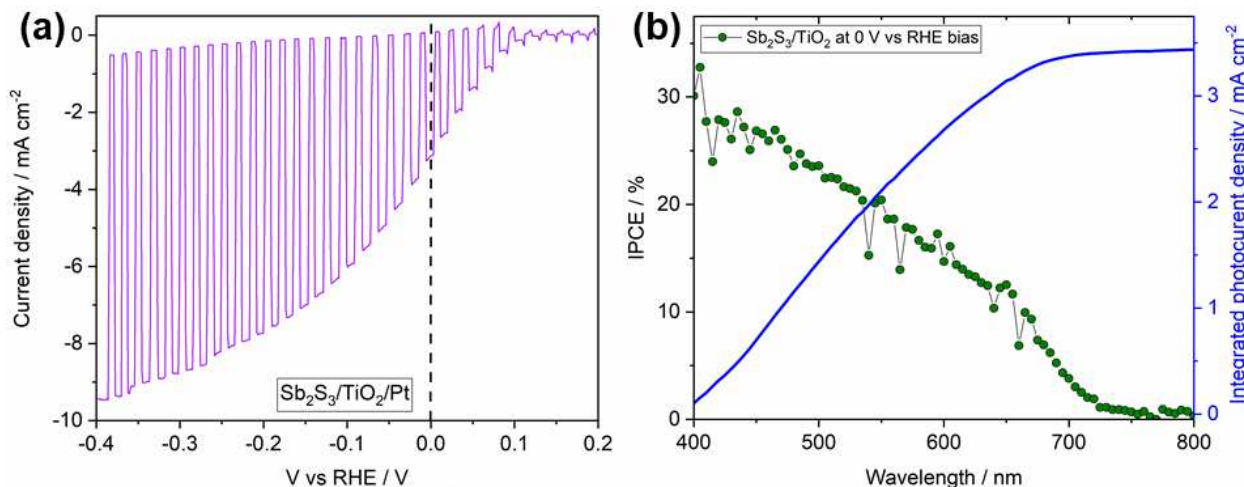 (a)
0
-2
-4
-6
-8
-10
Current density / mA cm⁻²
Sb₂S₃/TiO₂/Pt
-0.4 -0.3 -0.2 -0.1 0.0 0.1 0.2
V vs RHE / V
(b)
Sb₂S₃/TiO₂ at 0 V vs RHE bias
30
20
10
0
IPCE / %
3
2
1
0
Integrated photocurent density / mA cm⁻²
400 500 600 700 800
Wavelength / nm